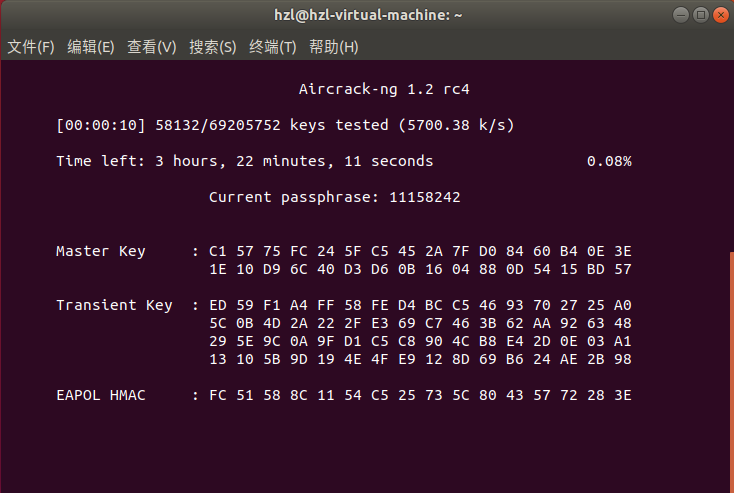 hzl@hzl-virtual-machine: ~
文件(F) 编辑(E) 查看(V) 搜索(S) 终端(T) 帮助(H)
Aircrack-ng 1.2 rc4
[00:00:10] 58132/69205752 keys tested (5700.38 k/s)
Time left: 3 hours, 22 minutes, 11 seconds 0.08%
Current passphrase: 11158242
Master Key : C1 57 75 FC 24 5F C5 45 2A 7F D0 84 60 B4 0E 3E
1E 10 D9 6C 40 D3 D6 0B 16 04 88 0D 54 15 BD 57
Transient Key : ED 59 F1 A4 FF 58 FE D4 BC C5 46 93 70 27 25 A0
5C 0B 4D 2A 22 2F E3 69 C7 46 3B 62 AA 92 63 48
29 5E 9C 0A 9F D1 C5 C8 90 4C B8 E4 2D 0E 03 A1
13 10 5B 9D 19 4E 4F E9 12 8D 69 B6 24 AE 2B 98
EAPOL HMAC : FC 51 58 8C 11 54 C5 25 73 5C 80 43 57 72 28 3E